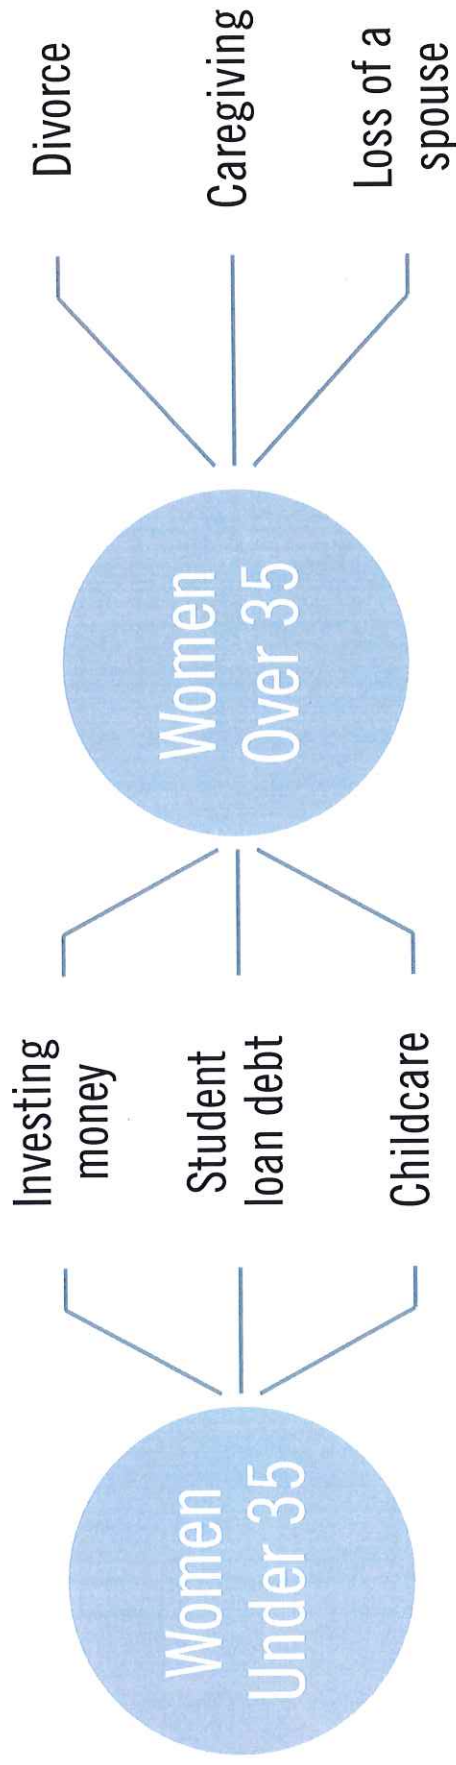 Women
Under 35
Investing
money
Student
loan debt
Childcare
Women
Over 35
Divorce
Caregiving
Loss of a
spouse